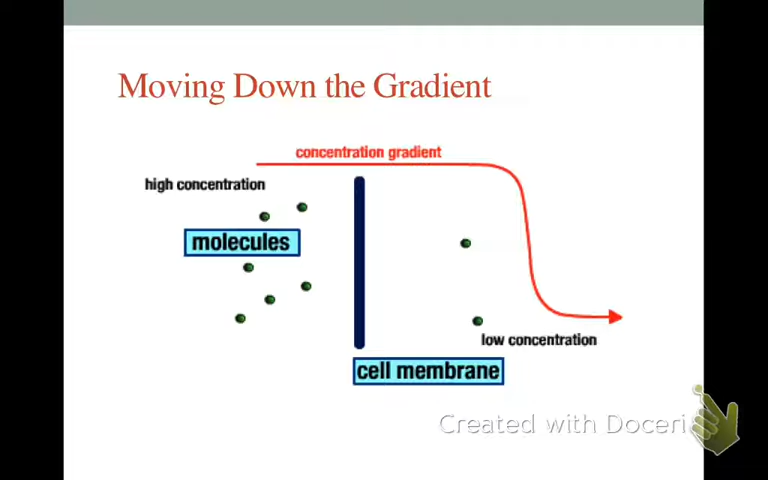 Moving Down the Gradient
concentration gradient
high concentration
molecules
low concentration
cell membrane
Created with Doceri